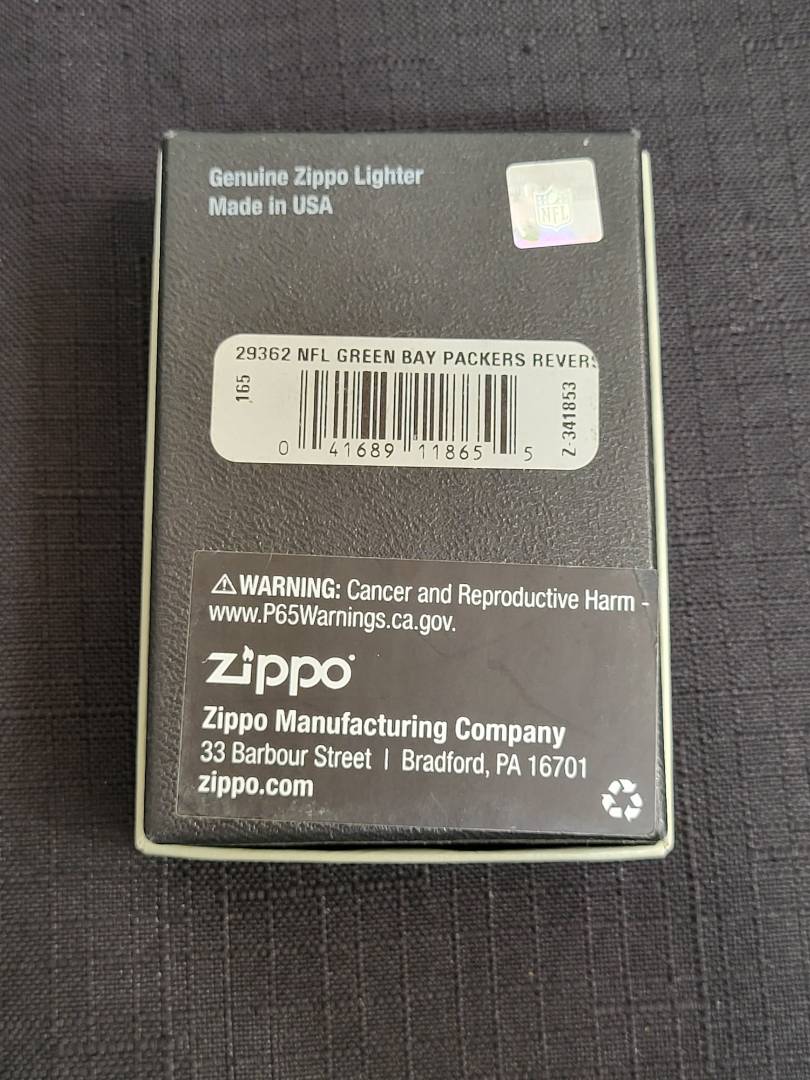 Genuine Zippo Lighter
Made in USA
NFL
29362 NFL GREEN BAY PACKERS REVERS
165
Z-341853
0 41689 11865 5
⚠WARNING: Cancer and Reproductive Harm -
www.P65Warnings.ca.gov.
zippo
Zippo Manufacturing Company
33 Barbour Street | Bradford, PA 16701
zippo.com